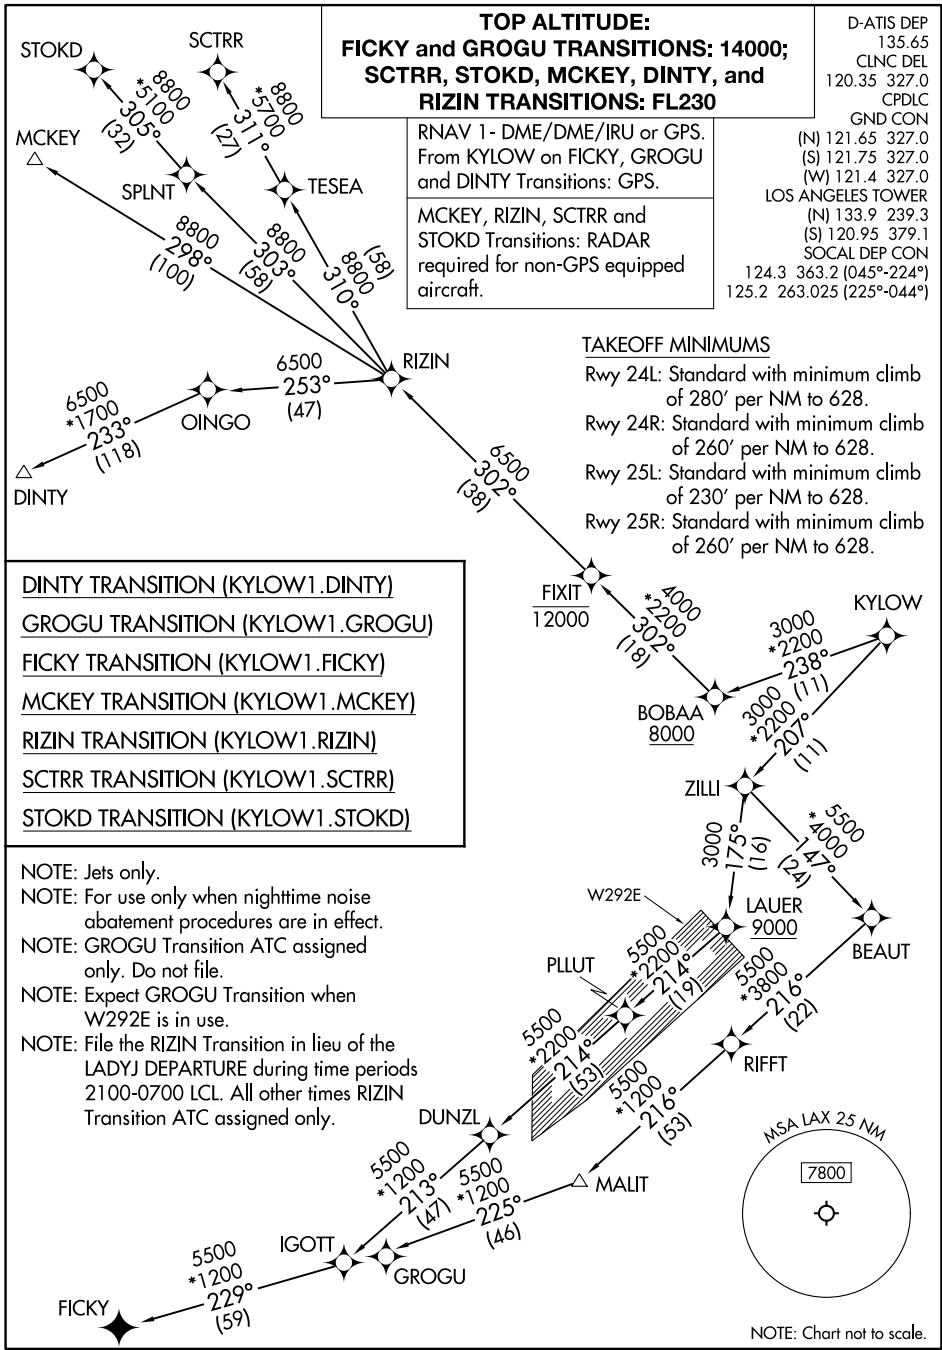 TOP ALTITUDE:
FICKY and GROGU TRANSITIONS: 14000;
SCTRR, STOKD, MCKEY, DINTY, and
RIZIN TRANSITIONS: FL230
D-ATIS DEP
135.65
CLNC DEL
120.35 327.0
CPDLC
GND CON
(N) 121.65 327.0
(S) 121.75 327.0
(W) 121.4 327.0
LOS ANGELES TOWER
(N) 133.9 239.3
(S) 120.95 379.1
SOCAL DEP CON
124.3 363.2 (045°-224°)
125.2 263.025 (225°-044°)
RNAV 1- DME/DME/IRU or GPS.
From KYLOW on FICKY, GROGU
and DINTY Transitions: GPS.
MCKEY, RIZIN, SCTRR and
STOKD Transitions: RADAR
required for non-GPS equipped
aircraft.
STOKD
SCTRR
MCKEY
8800
*5100
305°
(32)
8800
*5700
311°
(27)
SPLNT
TESEA
8800
298°
(100)
8800
303°
(58)
8800
310°
(58)
RIZIN
6500
253°
(47)
OINGO
6500
*1700
233°
(118)
DINTY
6500
302°
(38)
TAKEOFF MINIMUMS
Rwy 24L: Standard with minimum climb
of 280' per NM to 628.
Rwy 24R: Standard with minimum climb
of 260' per NM to 628.
Rwy 25L: Standard with minimum climb
of 230' per NM to 628.
Rwy 25R: Standard with minimum climb
of 260' per NM to 628.
FIXIT
12000
4000
*2200
302°
(18)
KYLOW
3000
*2200
238°
(11)
BOBAA
8000
3000
*2200
207°
(11)
ZILLI
3000
175°
(16)
5500
*4000
147°
(24)
DINTY TRANSITION (KYLOW1.DINTY)
GROGU TRANSITION (KYLOW1.GROGU)
FICKY TRANSITION (KYLOW1.FICKY)
MCKEY TRANSITION (KYLOW1.MCKEY)
RIZIN TRANSITION (KYLOW1.RIZIN)
SCTRR TRANSITION (KYLOW1.SCTRR)
STOKD TRANSITION (KYLOW1.STOKD)
NOTE: Jets only.
NOTE: For use only when nighttime noise
abatement procedures are in effect.
NOTE: GROGU Transition ATC assigned
only. Do not file.
NOTE: Expect GROGU Transition when
W292E is in use.
NOTE: File the RIZIN Transition in lieu of the
LADYJ DEPARTURE during time periods
2100-0700 LCL. All other times RIZIN
Transition ATC assigned only.
W292E
LAUER
9000
BEAUT
5500
*2200
214°
(19)
PLLUT
5500
*3800
216°
(22)
RIFFT
5500
*2200
214°
(53)
5500
*1200
216°
(53)
DUNZL
MALIT
5500
*1200
213°
(47)
5500
*1200
225°
(46)
IGOTT
GROGU
5500
*1200
229°
(59)
FICKY
MSA LAX 25 NM
7800
NOTE: Chart not to scale.